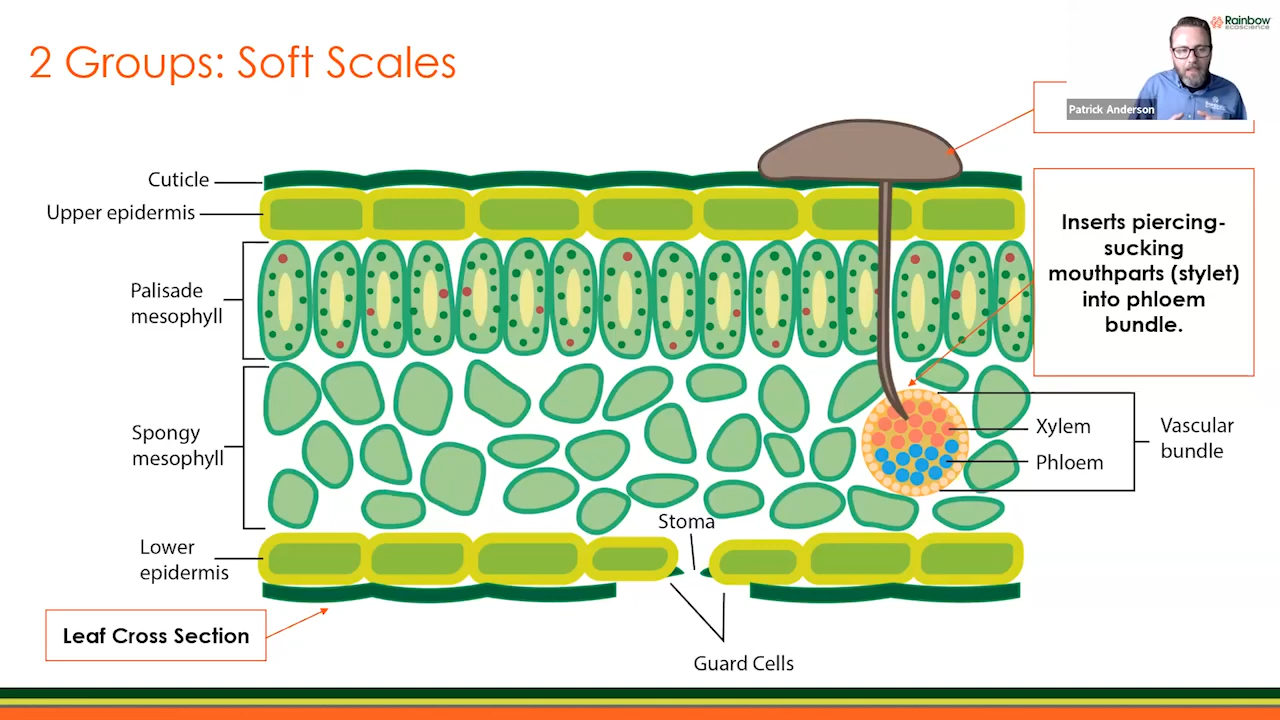 2 Groups: Soft Scales
Rainbow
ecoscience
Patrick Anderson
Cuticle
Upper epidermis
Palisade
mesophyll
Spongy
mesophyll
Lower
epidermis
Inserts piercing-
sucking
mouthparts (stylet)
into phloem
bundle.
Xylem
Phloem
Vascular
bundle
Stoma
Guard Cells
Leaf Cross Section